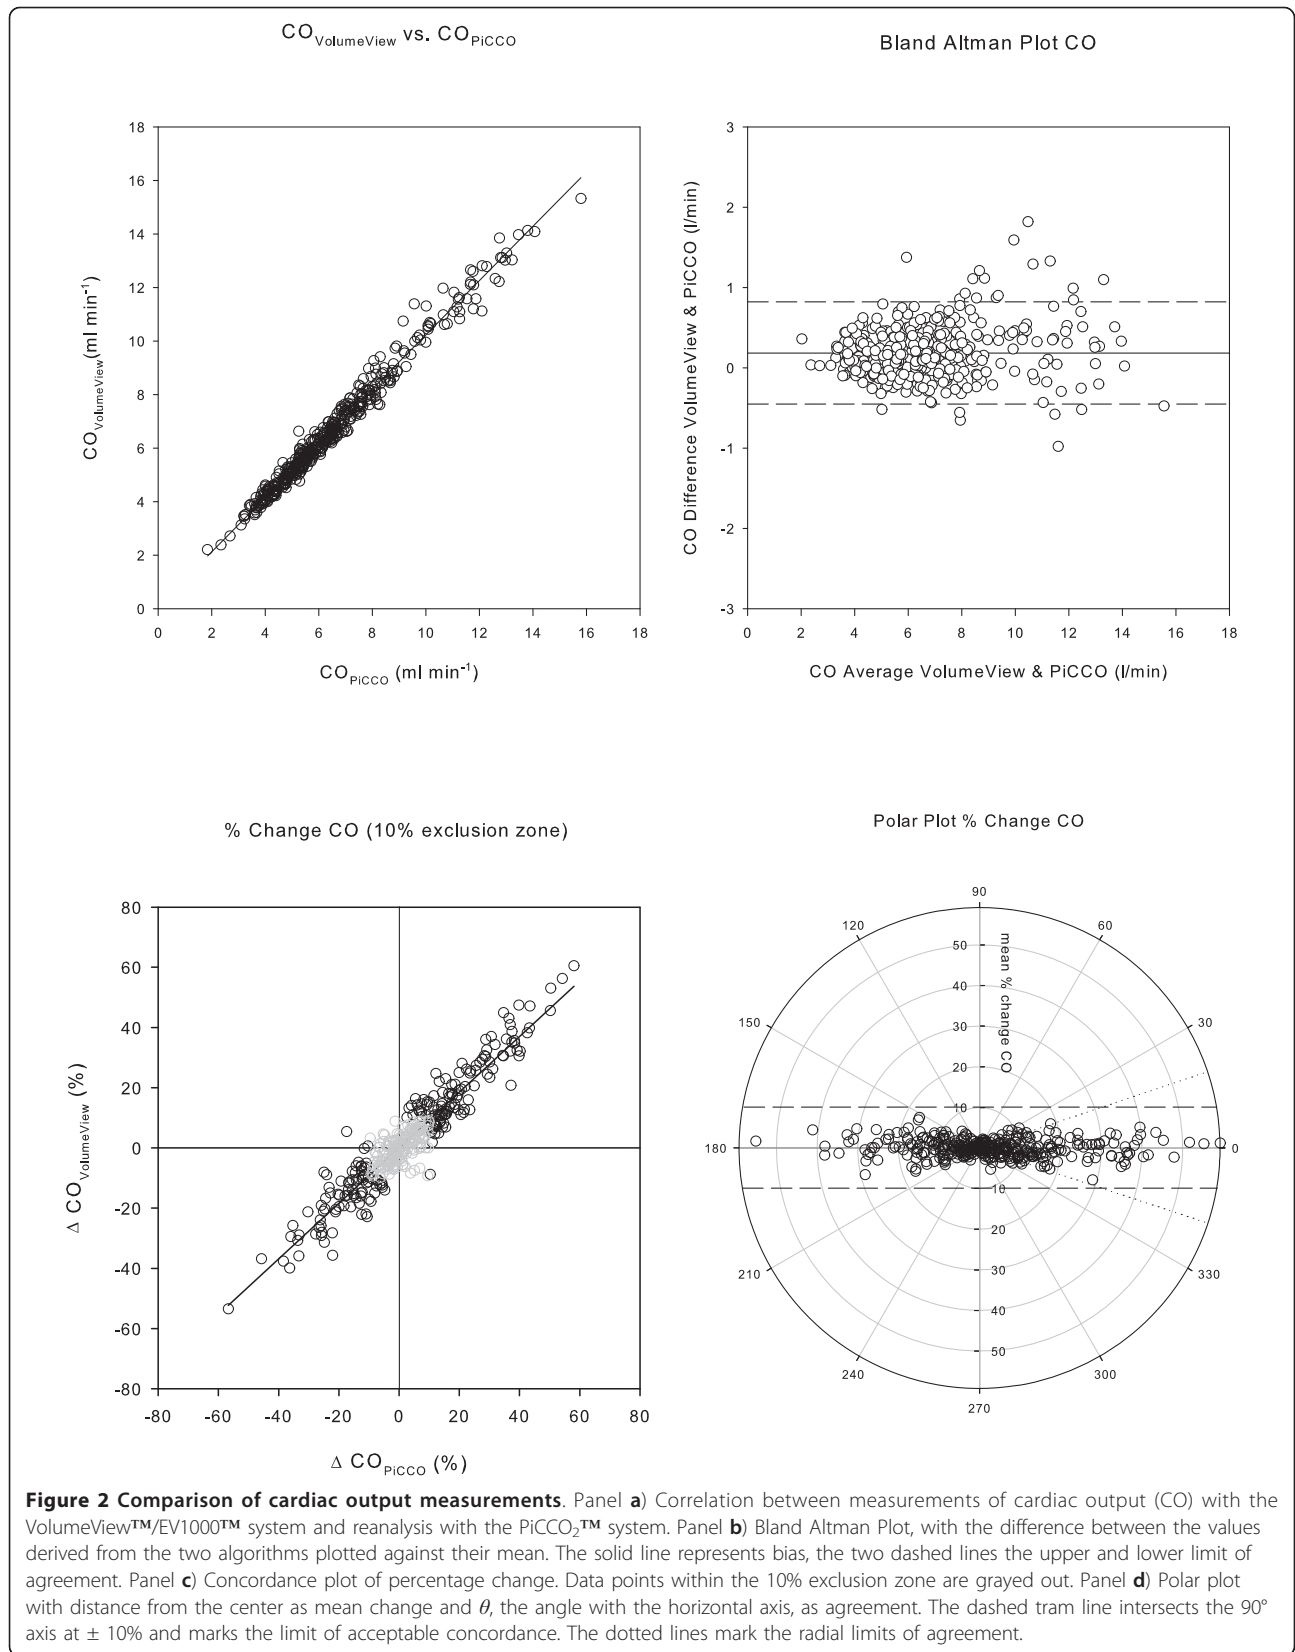 CO VolumeView vs. CO PiCCO
18
16
14
12
10
8
6
4
2
0
CO VolumeView (ml min-1)
0 2 4 6 8 10 12 14 16 18
CO PiCCO (ml min-1)
Bland Altman Plot CO
3
2
1
0
-1
-2
-3
CO Difference VolumeView & PiCCO (l/min)
0 2 4 6 8 10 12 14 16 18
CO Average VolumeView & PiCCO (l/min)
% Change CO (10% exclusion zone)
80
60
40
20
0
-20
-40
-60
-80
Δ CO VolumeView (%)
-80 -60 -40 -20 0 20 40 60 80
Δ CO PiCCO (%)
Polar Plot % Change CO
90
120 60
150 30
180 0
210 330
240 300
270
50
40
30
20
10
10
20
30
40
50
mean % change CO
Figure 2 Comparison of cardiac output measurements. Panel a) Correlation between measurements of cardiac output (CO) with the
VolumeView™/EV1000™ system and reanalysis with the PiCCO2™ system. Panel b) Bland Altman Plot, with the difference between the values
derived from the two algorithms plotted against their mean. The solid line represents bias, the two dashed lines the upper and lower limit of
agreement. Panel c) Concordance plot of percentage change. Data points within the 10% exclusion zone are grayed out. Panel d) Polar plot
with distance from the center as mean change and θ, the angle with the horizontal axis, as agreement. The dashed tram line intersects the 90°
axis at ± 10% and marks the limit of acceptable concordance. The dotted lines mark the radial limits of agreement.